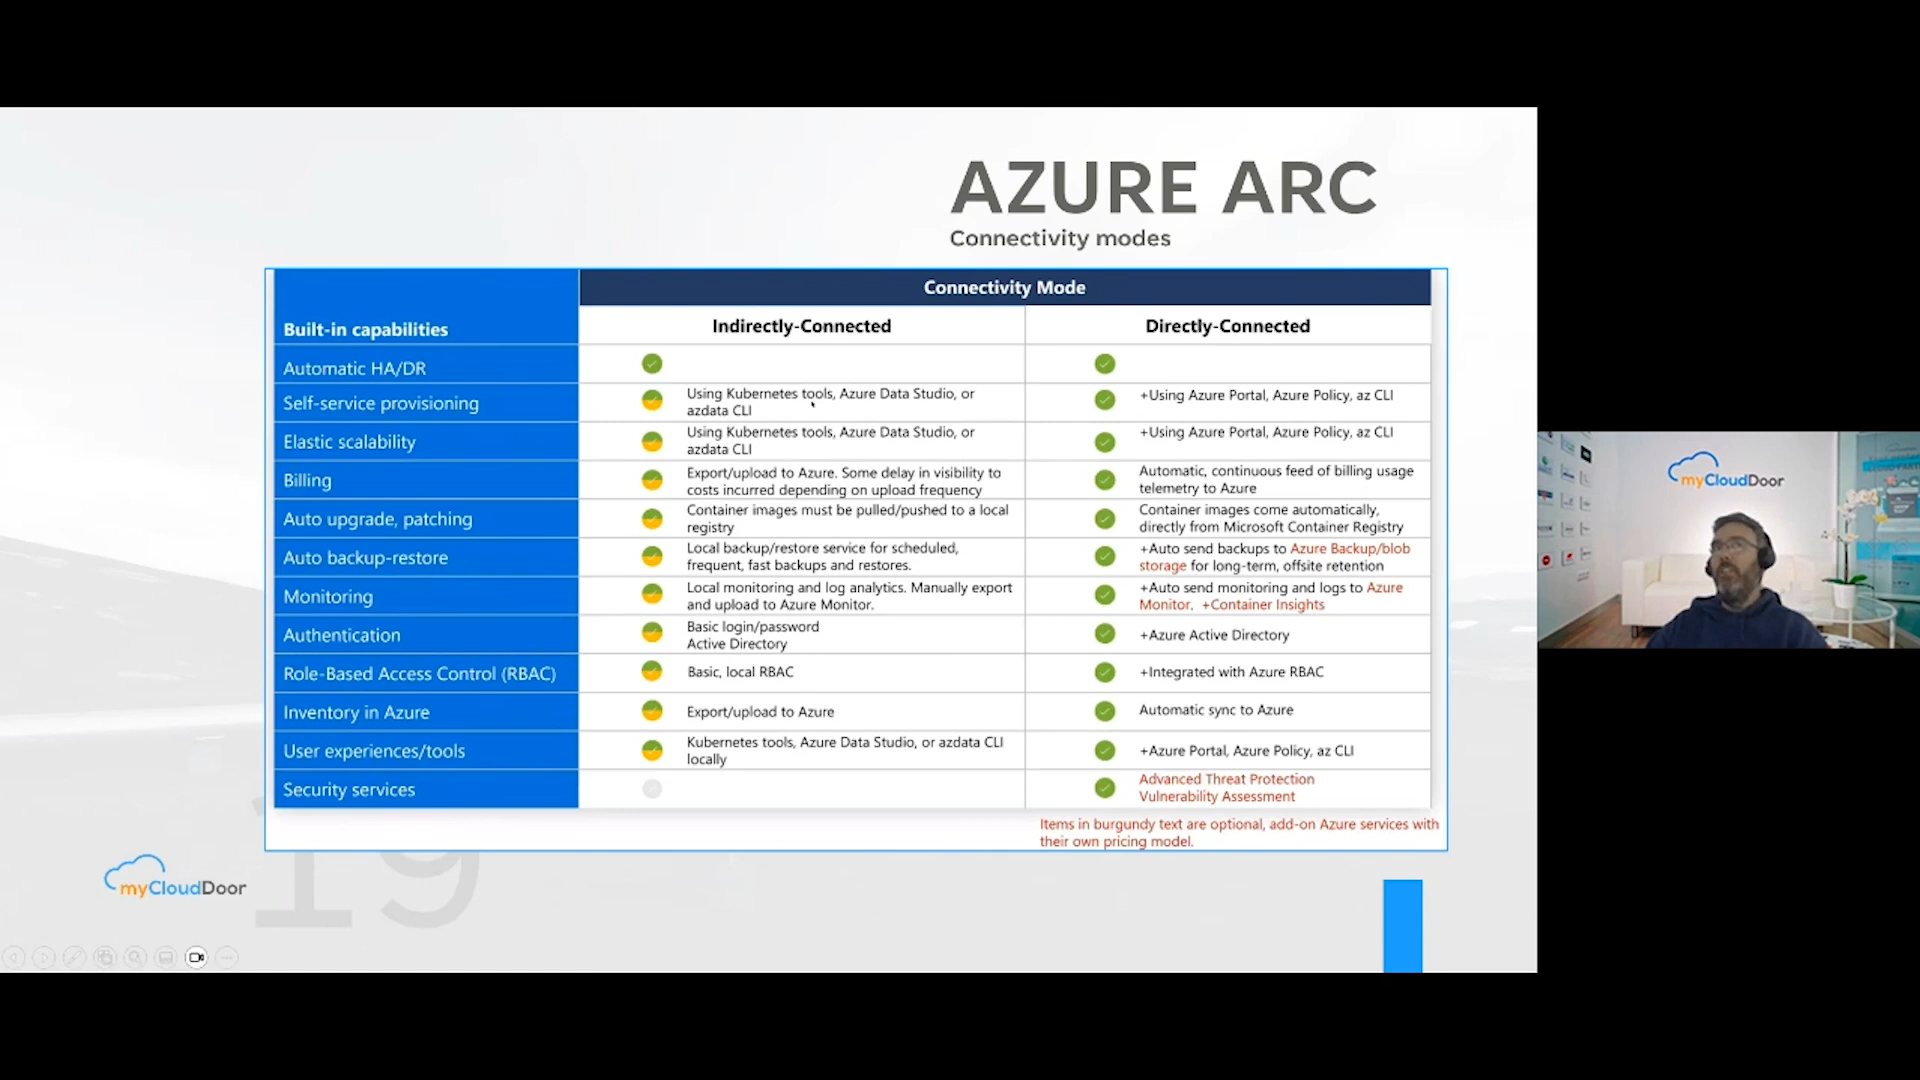 AZURE ARC
Connectivity modes
Connectivity Mode
Built-in capabilities
Indirectly-Connected
Directly-Connected
Automatic HA/DR
Self-service provisioning
Using Kubernetes tools, Azure Data Studio, or
azdata CLI
+Using Azure Portal, Azure Policy, az CLI
Elastic scalability
Using Kubernetes tools, Azure Data Studio, or
azdata CLI
+Using Azure Portal, Azure Policy, az CLI
Billing
Export/upload to Azure. Some delay in visibility to
costs incurred depending on upload frequency
Automatic, continuous feed of billing usage
telemetry to Azure
Auto upgrade, patching
Container images must be pulled/pushed to a local
registry
Container images come automatically,
directly from Microsoft Container Registry
Auto backup-restore
Local backup/restore service for scheduled,
frequent, fast backups and restores.
+Auto send backups to Azure Backup/blob
storage for long-term, offsite retention
Monitoring
Local monitoring and log analytics. Manually export
and upload to Azure Monitor.
+Auto send monitoring and logs to Azure
Monitor, +Container Insights
Authentication
Basic login/password
Active Directory
+Azure Active Directory
Role-Based Access Control (RBAC)
Basic, local RBAC
+Integrated with Azure RBAC
Inventory in Azure
Export/upload to Azure
Automatic sync to Azure
User experiences/tools
Kubernetes tools, Azure Data Studio, or azdata CLI
locally
+Azure Portal, Azure Policy, az CLI
Security services
Advanced Threat Protection
Vulnerability Assessment
Items in burgundy text are optional, add-on Azure services with
their own pricing model.
19
myCloudDoor
myCloudDoor